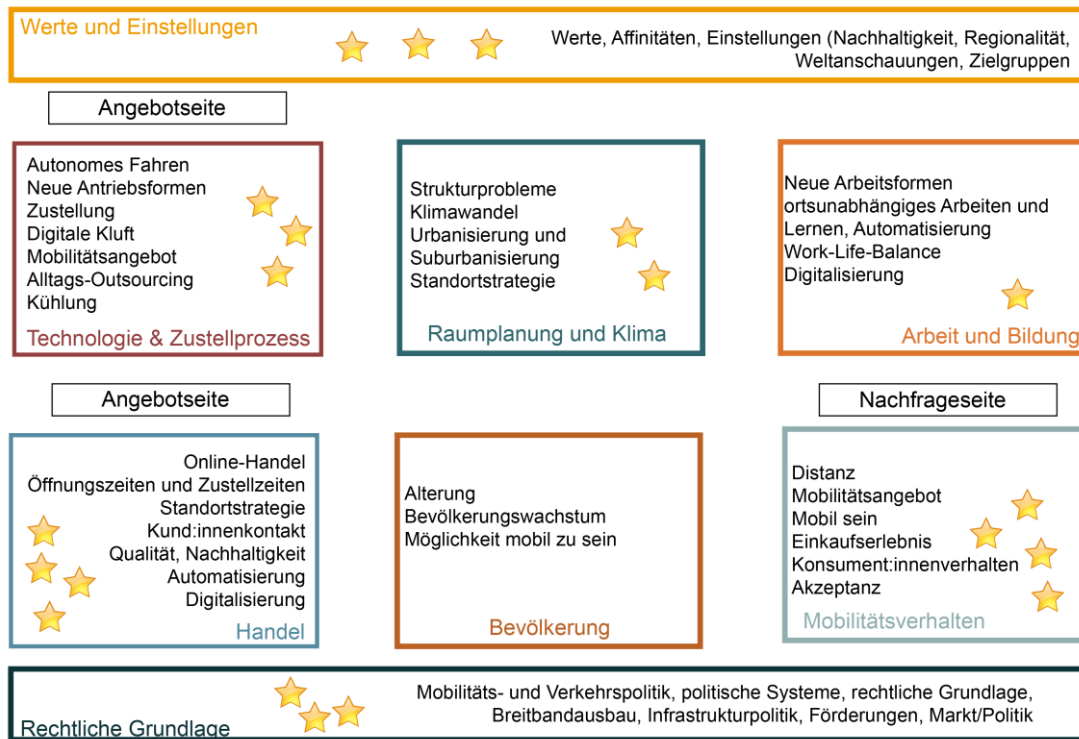 Werte und Einstellungen
Werte, Affinitäten, Einstellungen (Nachhaltigkeit, Regionalität,
Weltanschauungen, Zielgruppen
Angebotseite
Autonomes Fahren
Neue Antriebsformen
Zustellung
Digitale Kluft
Mobilitätsangebot
Alltags-Outsourcing
Kühlung
Technologie & Zustellprozess
Strukturprobleme
Klimawandel
Urbanisierung und
Suburbanisierung
Standortstrategie
Raumplanung und Klima
Neue Arbeitsformen
ortsunabhängiges Arbeiten und
Lernen, Automatisierung
Work-Life-Balance
Digitalisierung
Arbeit und Bildung
Angebotseite
Nachfrageseite
Online-Handel
Öffnungszeiten und Zustellzeiten
Standortstrategie
Kund:innenkontakt
Qualität, Nachhaltigkeit
Automatisierung
Digitalisierung
Handel
Alterung
Bevölkerungswachstum
Möglichkeit mobil zu sein
Bevölkerung
Distanz
Mobilitätsangebot
Mobil sein
Einkaufserlebnis
Konsument:innenverhalten
Akzeptanz
Mobilitätsverhalten
Mobilitäts- und Verkehrspolitik, politische Systeme, rechtliche Grundlage,
Breitbandausbau, Infrastrukturpolitik, Förderungen, Markt/Politik
Rechtliche Grundlage